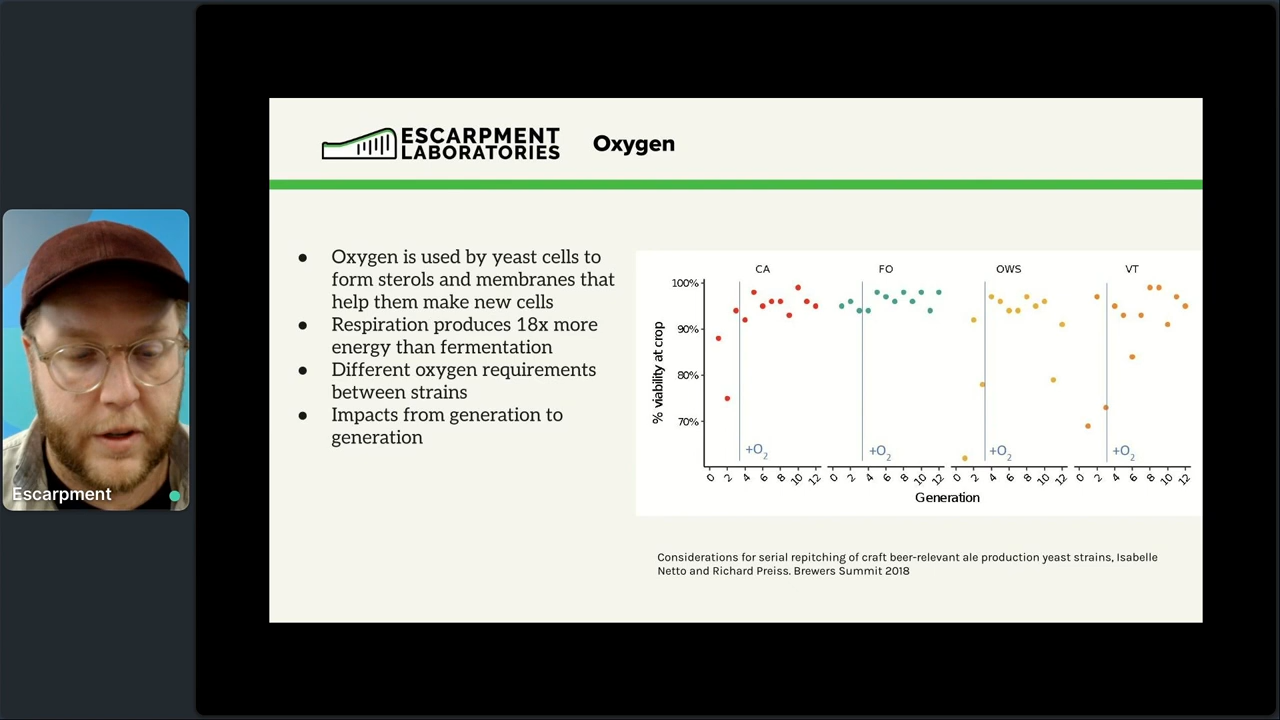 ESCARPMENT
LABORATORIES
Oxygen
● Oxygen is used by yeast cells to
form sterols and membranes that
help them make new cells
● Respiration produces 18x more
energy than fermentation
● Different oxygen requirements
between strains
● Impacts from generation to
generation
CA FO OWS VT
100%
90%
80%
70%
% viability at crop
+O2 +O2 +O2 +O2
0 2 4 6 8 10 12 0 2 4 6 8 10 12 0 2 4 6 8 10 12 0 2 4 6 8 10 12
Generation
Considerations for serial repitching of craft beer-relevant ale production yeast strains, Isabelle
Netto and Richard Preiss. Brewers Summit 2018
Escarpment